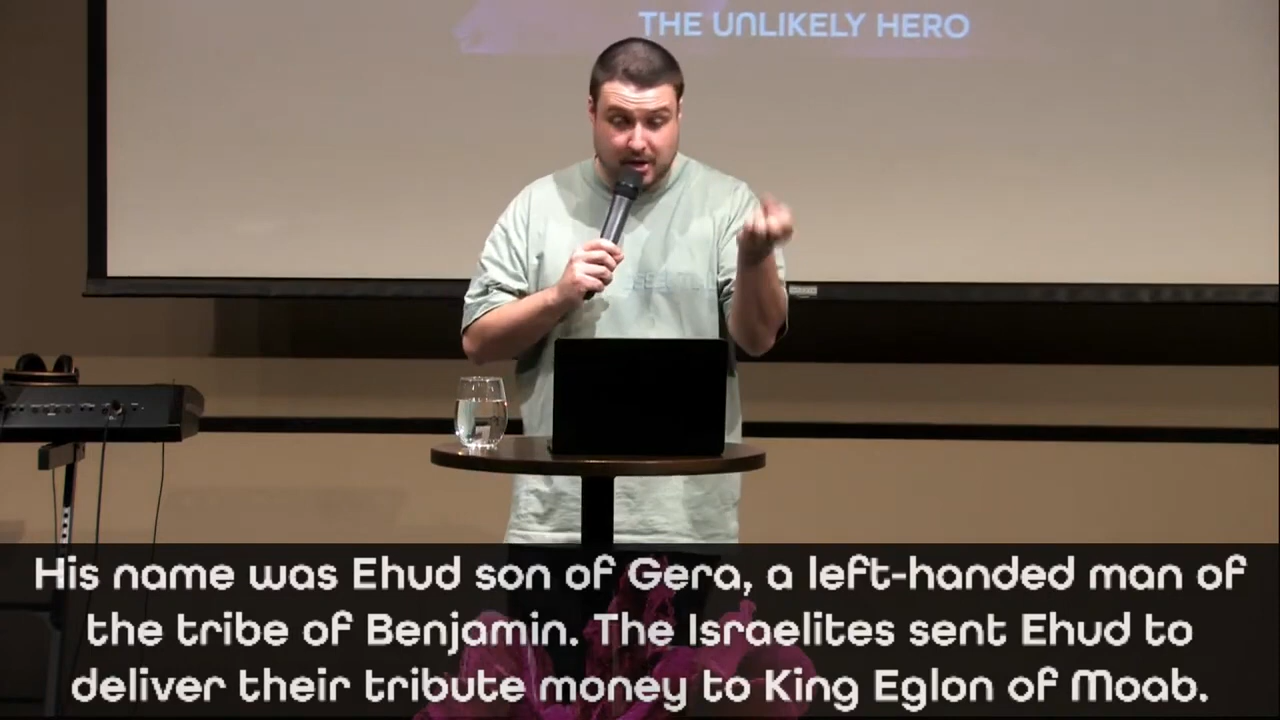 THE UNLIKELY HERO
His name was Ehud son of Gera, a left-handed man of
the tribe of Benjamin. The Israelites sent Ehud to
deliver their tribute money to King Eglon of Moab.